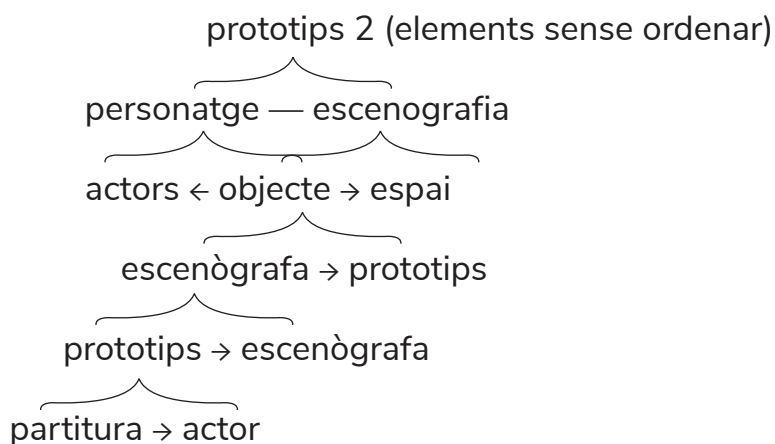 prototips 2 (elements sense ordenar)
personatge — escenografia
actors ← objecte → espai
escenògrafa → prototips
prototips → escenògrafa
partitura → actor